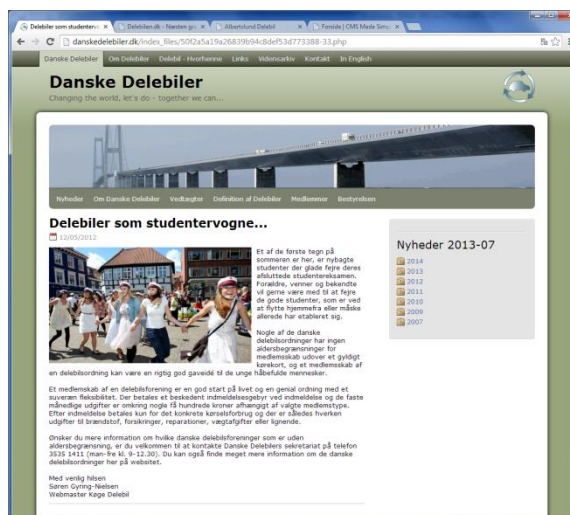 Delebiler som studenterv
Delebilen.dk - Næsten go
Albertslund Delebil
Forside | CMS Made Simpl
danskedelebiler.dk/index_files/50f2a5a19a26839b94c8def53d773388-33.php
Danske Delebiler Om Delebiler Delebil - Hvorhenne Links Vidensarkiv Kontakt In English
Danske Delebiler
Changing the world, let's do - together we can...
Nyheder Om Danske Delebiler Vedtægter Definition af Delebiler Medlemmer Bestyrelsen
Delebiler som studentervogne...
12/05/2012
Et af de første tegn på
sommeren er her, er nybagte
studenter der glade fejre deres
afsluttede studentereksamen.
Forældre, venner og bekendte
vil gerne være med til at fejre
de gode studenter, som er ved
at flytte hjemmefra eller måske
allerede har etableret sig.
Nogle af de danske
delebilsordninger har ingen
aldersbegrænsninger for
medlemsskab udover et gyldigt
kørekort, og et medlemsskab af
en delebilsordning kan være en rigtig god gaveidé til de unge håbefulde mennesker.
Et medlemsskab af en delebilsforening er en god start på livet og en genial ordning med et
suveræn fleksibilitet. Der betales et beskedent indmeldelsesgebyr ved indmeldelse og de faste
månedlige udgifter er omkring nogle få hundrede kroner afhængigt af valgte medlemstype.
Efter indmeldelse betales kun for det konkrete kørselsforbrug og der er således hverken
udgifter til brændstof, forsikringer, reparationer, vægtafgifter eller lignende.
Ønsker du mere information om hvilke danske delebilsforeninger som er uden
aldersbegrænsning, er du velkommen til at kontakte Danske Delebilers sekretariat på telefon
3535 1411 (man-fre kl. 9-12.30). Du kan også finde meget mere information om de danske
delebilsordninger her på websitet.
Med venlig hilsen
Søren Gyring-Nielsen
Webmaster Køge Delebil
Nyheder 2013-07
2014
2013
2012
2011
2010
2009
2007